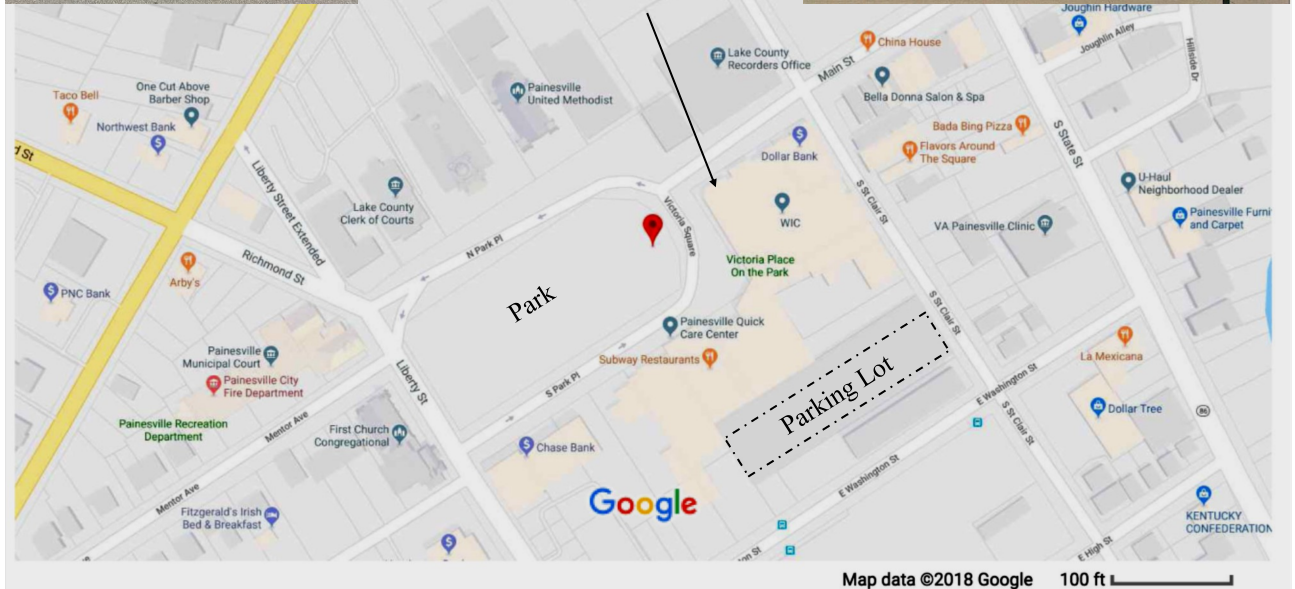 Joughin Hardware
Joughlin Alley
Hillside Dr
China House
Main St
Lake County
Recorders Office
Bella Donna Salon & Spa
Painesville
United Methodist
One Cut Above
Barber Shop
Taco Bell
Northwest Bank
Dollar Bank
Bada Bing Pizza
Flavors Around
The Square
S State St
U-Haul
Neighborhood Dealer
d St
Liberty Street Extended
Lake County
Clerk of Courts
Victoria Square
WIC
S St Clair St
VA Painesville Clinic
Painesville Furni
and Carpet
N Park Pl
Richmond St
Arby's
PNC Bank
Victoria Place
On the Park
Park
S St Clair St
Painesville Quick
Care Center
Subway Restaurants
Painesville
Municipal Court
Painesville City
Fire Department
Liberty St
S Park Pl
Parking Lot
La Mexicana
E Washington St
Dollar Tree
86
Painesville Recreation
Department
Mentor Ave
First Church
Congregational
Chase Bank
S St Clair St
E Washington St
Mentor Ave
Google
Fitzgerald's Irish
Bed & Breakfast
KENTUCKY
CONFEDERATION
ton St
E High St
Map data ©2018 Google 100 ft